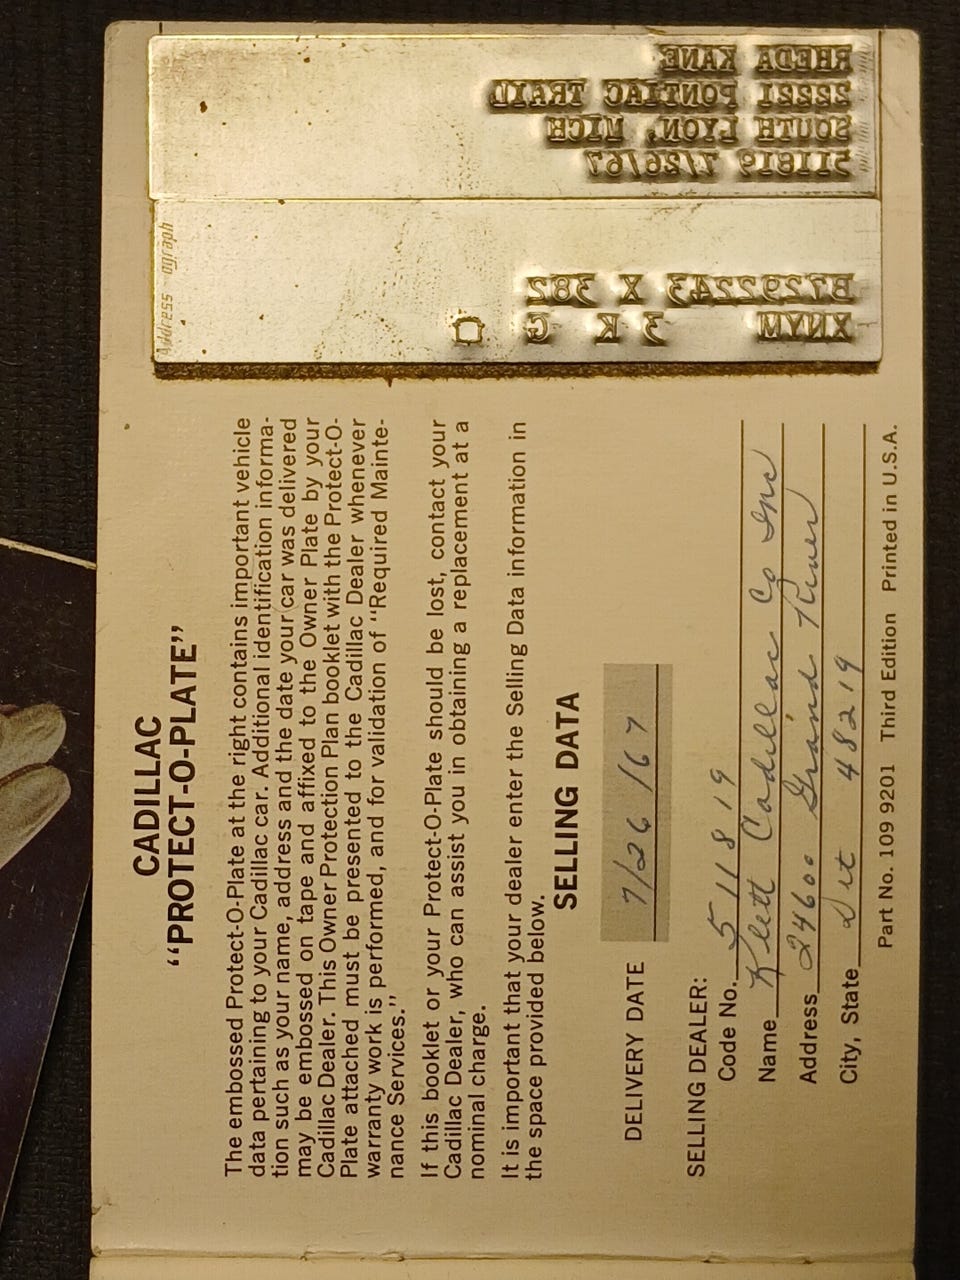 CADILLAC
"PROTECT-O-PLATE"
The embossed Protect-O-Plate at the right contains important vehicle
data pertaining to your Cadillac car. Additional identification informa-
tion such as your name, address and the date your car was delivered
may be embossed on tape and affixed to the Owner Plate by your
Cadillac Dealer. This Owner Protection Plan booklet with the Protect-O-
Plate attached must be presented to the Cadillac Dealer whenever
warranty work is performed, and for validation of "Required Mainte-
nance Services."
If this booklet or your Protect-O-Plate should be lost, contact your
Cadillac Dealer, who can assist you in obtaining a replacement at a
nominal charge.
It is important that your dealer enter the Selling Data information in
the space provided below.
SELLING DATA
DELIVERY DATE 7/26/67
SELLING DEALER:
Code No. 511819
Name Klett Cadillac Co Inc
Address 24600 Grand River
City, State Det 48219
Part No. 109 9201 Third Edition Printed in U.S.A.
RHEDA KANE
22221 PONTIAC TRAIL
SOUTH LYON, MICH
511819 7/26/67
Addressograph
B7292243 X 382
3 K G